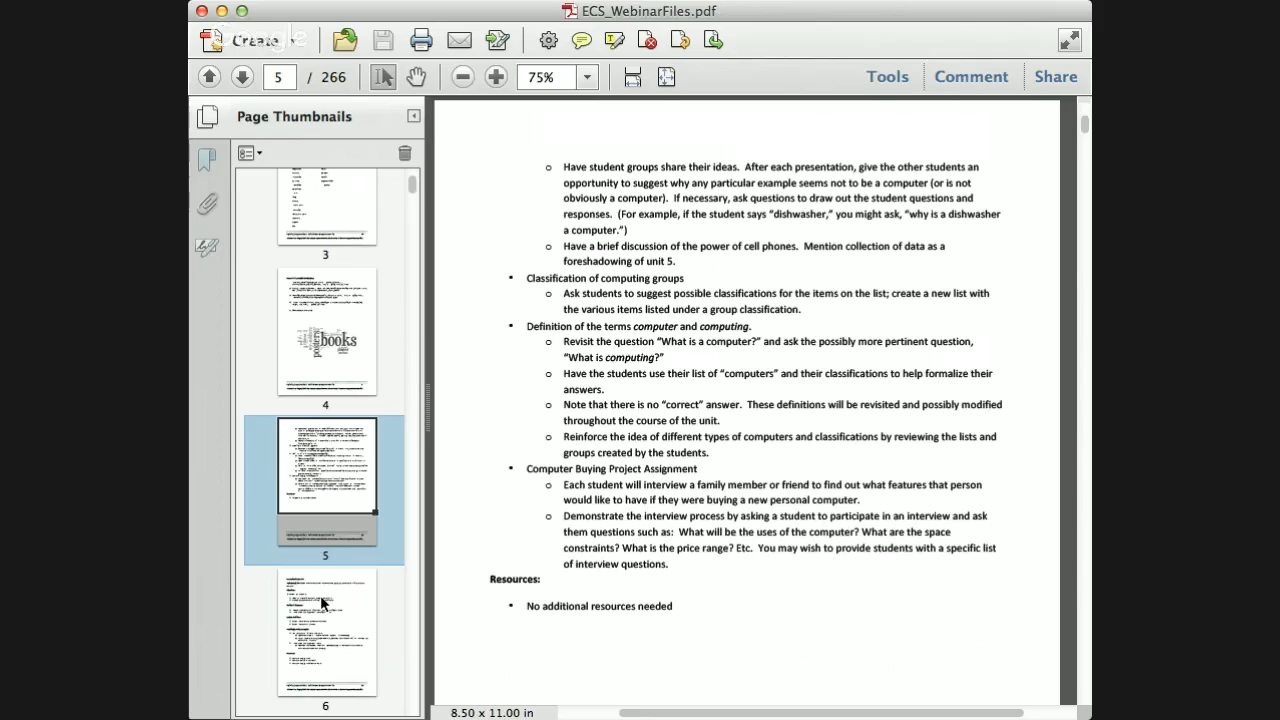 ECS_WebinarFiles.pdf
Create
5 / 266
75%
Tools Comment Share
Page Thumbnails
3
books
posters
4
5
6
o Have student groups share their ideas. After each presentation, give the other students an
opportunity to suggest why any particular example seems not to be a computer (or is not
obviously a computer). If necessary, ask questions to draw out the student questions and
responses. (For example, if the student says “dishwasher,” you might ask, “why is a dishwasher
a computer.”)
o Have a brief discussion of the power of cell phones. Mention collection of data as a
foreshadowing of unit 5.
• Classification of computing groups
o Ask students to suggest possible classifications for the items on the list; create a new list with
the various items listed under a group classification.
• Definition of the terms computer and computing.
o Revisit the question “What is a computer?” and ask the possibly more pertinent question,
“What is computing?”
o Have the students use their list of “computers” and their classifications to help formalize their
answers.
o Note that there is no “correct” answer. These definitions will be revisited and possibly modified
throughout the course of the unit.
o Reinforce the idea of different types of computers and classifications by reviewing the lists and
groups created by the students.
• Computer Buying Project Assignment
o Each student will interview a family member or friend to find out what features that person
would like to have if they were buying a new personal computer.
o Demonstrate the interview process by asking a student to participate in an interview and ask
them questions such as: What will be the uses of the computer? What are the space
constraints? What is the price range? Etc. You may wish to provide students with a specific list
of interview questions.
Resources:
• No additional resources needed
8.50 x 11.00 in